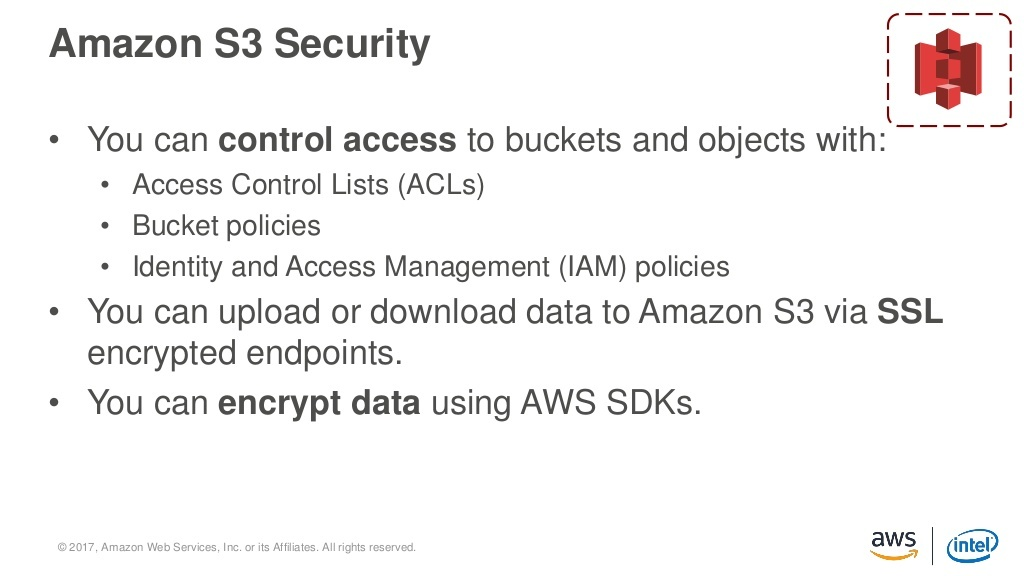 Amazon S3 Security
• You can control access to buckets and objects with:
• Access Control Lists (ACLs)
• Bucket policies
• Identity and Access Management (IAM) policies
• You can upload or download data to Amazon S3 via SSL
encrypted endpoints.
• You can encrypt data using AWS SDKs.
© 2017, Amazon Web Services, Inc. or its Affiliates. All rights reserved.
aws
intel